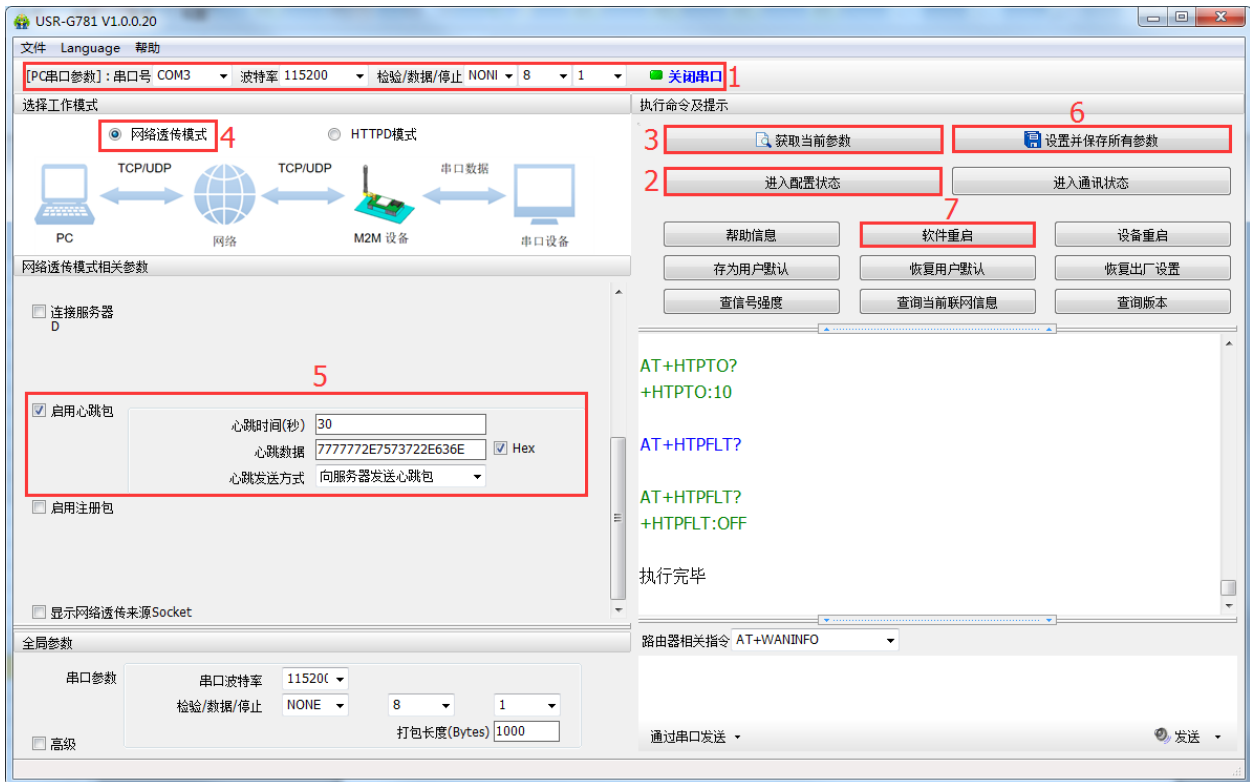 USR-G781 V1.0.0.20
文件 Language 帮助
[PC串口参数]：串口号 COM3 波特率 115200 检验/数据/停止 NONI 8 1 关闭串口 1
选择工作模式
网络透传模式 4 HTTPD模式
TCP/UDP TCP/UDP 串口数据
PC 网络 M2M 设备 串口设备
网络透传模式相关参数
连接服务器
D
5
启用心跳包
心跳时间(秒) 30
心跳数据 7777772E7573722E636E Hex
心跳发送方式 向服务器发送心跳包
启用注册包
显示网络透传来源Socket
全局参数
串口参数 串口波特率 115200
检验/数据/停止 NONE 8 1
打包长度(Bytes) 1000
高级
执行命令及提示
6
3 获取当前参数 设置并保存所有参数
2 进入配置状态 进入通讯状态
7
帮助信息 软件重启 设备重启
存为用户默认 恢复用户默认 恢复出厂设置
查信号强度 查询当前联网信息 查询版本
AT+HTPTO?
+HTPTO:10
AT+HTPFLT?
AT+HTPFLT?
+HTPFLT:OFF
执行完毕
路由器相关指令 AT+WANINFO
通过串口发送 发送